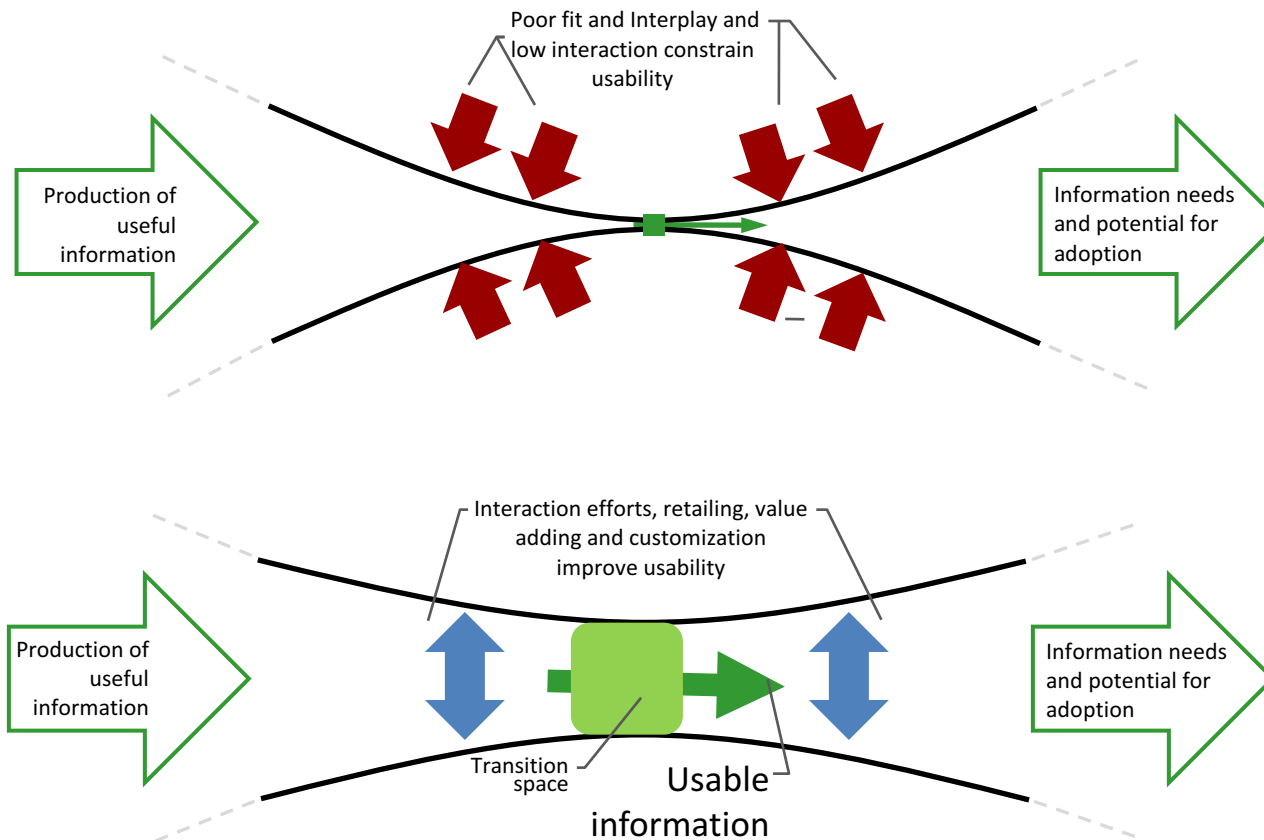 Poor fit and Interplay and
low interaction constrain
usability
Production of
useful
information
Information needs
and potential for
adoption
Interaction efforts, retailing, value
adding and customization
improve usability
Production of
useful
information
Information needs
and potential for
adoption
Transition
space
Usable
information